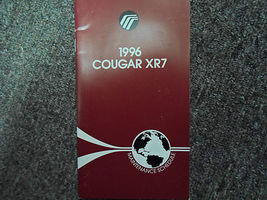 1996
COUGAR XR7
MAINTENANCE SCHEDULE